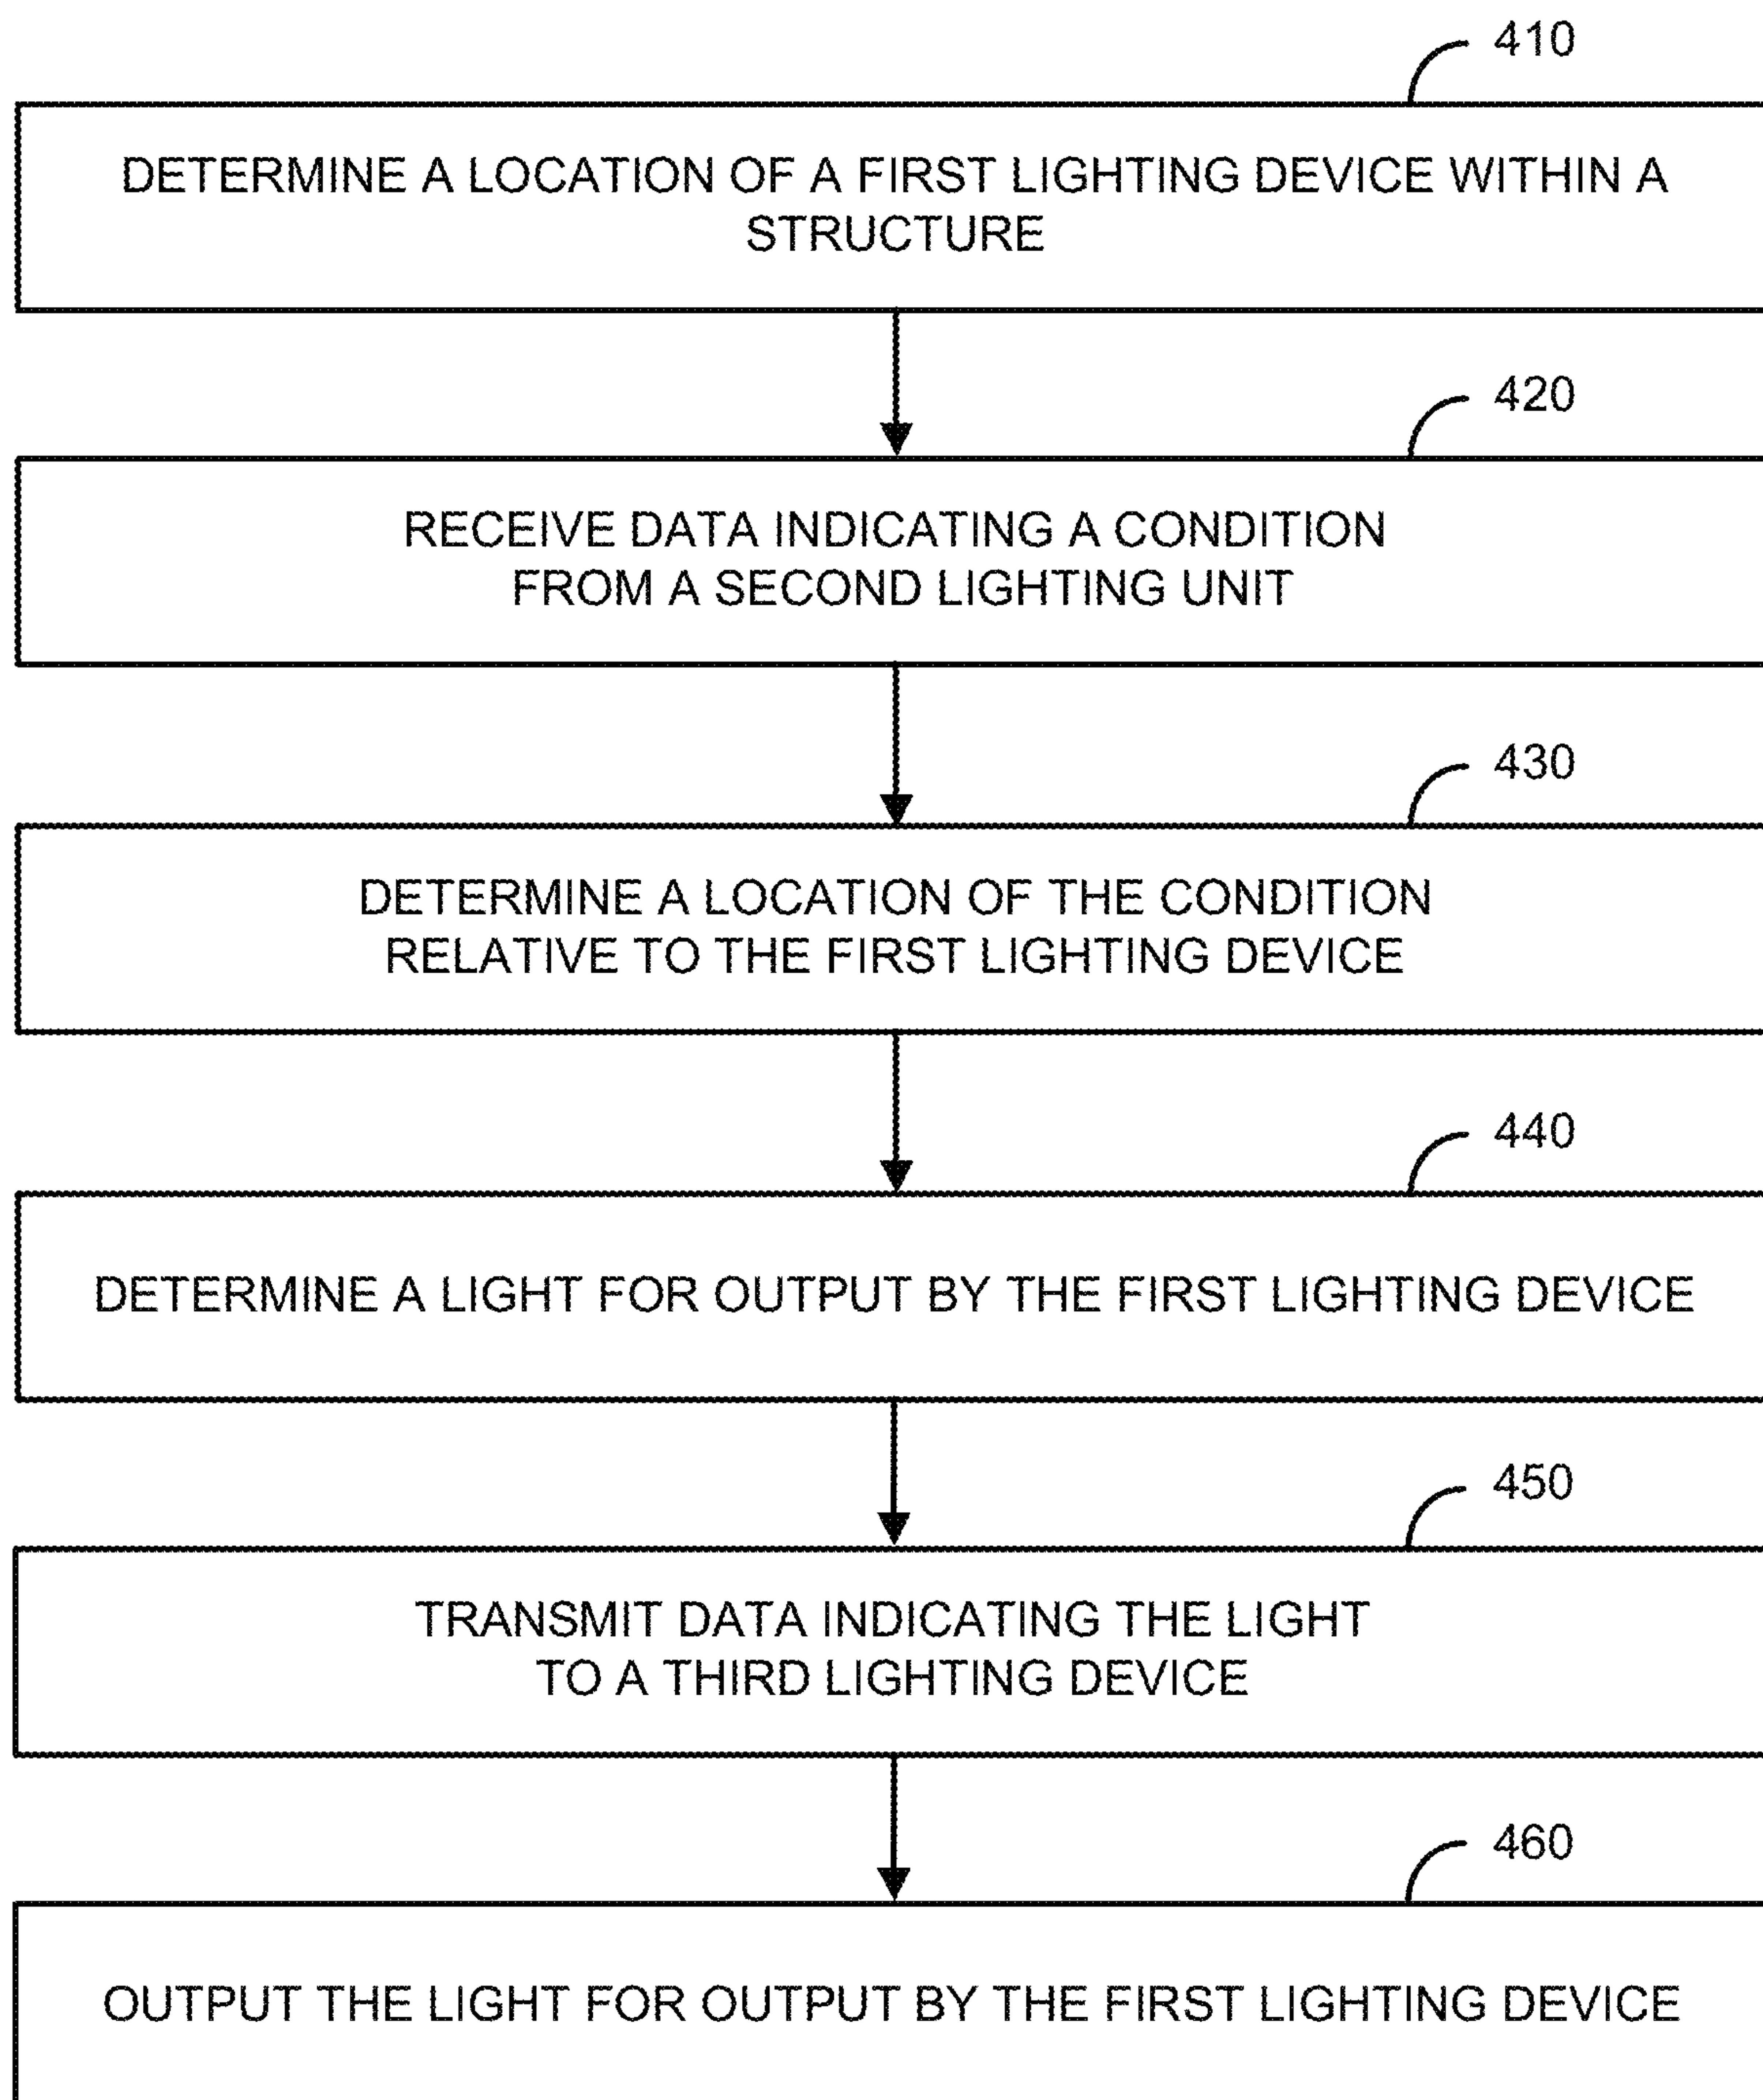 410
DETERMINE A LOCATION OF A FIRST LIGHTING DEVICE WITHIN A
STRUCTURE
420
RECEIVE DATA INDICATING A CONDITION
FROM A SECOND LIGHTING UNIT
430
DETERMINE A LOCATION OF THE CONDITION
RELATIVE TO THE FIRST LIGHTING DEVICE
440
DETERMINE A LIGHT FOR OUTPUT BY THE FIRST LIGHTING DEVICE
450
TRANSMIT DATA INDICATING THE LIGHT
TO A THIRD LIGHTING DEVICE
460
OUTPUT THE LIGHT FOR OUTPUT BY THE FIRST LIGHTING DEVICE